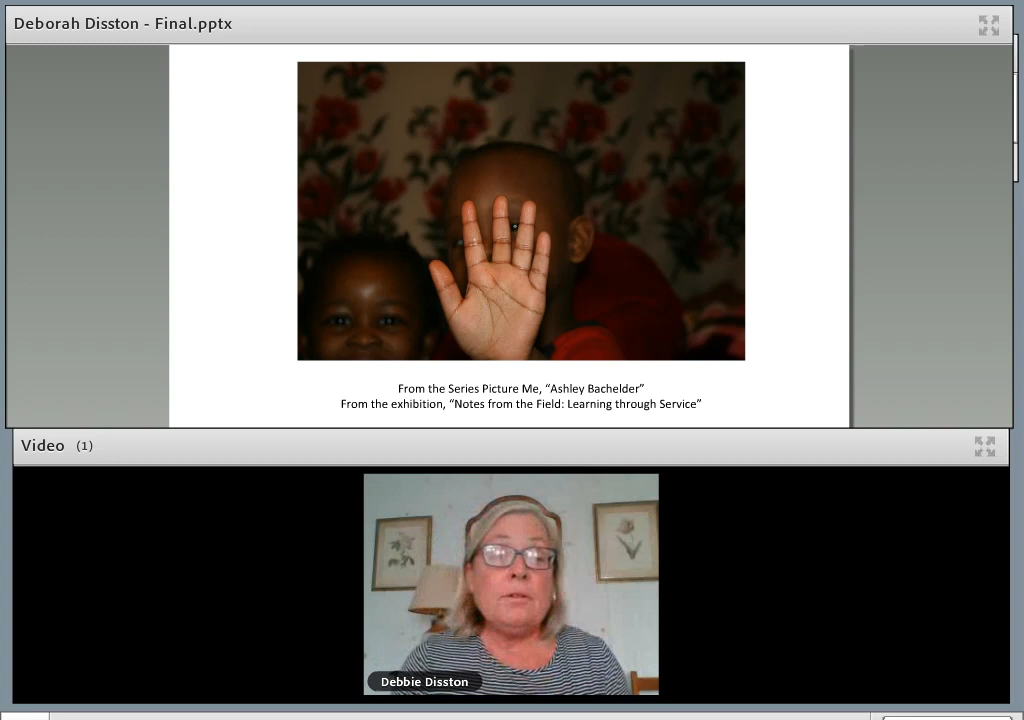 Deborah Disston - Final.pptx
From the Series Picture Me, “Ashley Bachelder”
From the exhibition, “Notes from the Field: Learning through Service”
Video (1)
Debbie Disston